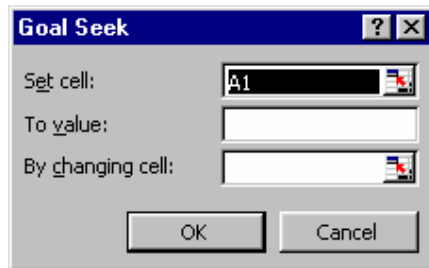 Goal Seek
Set cell: A1
To value:
By changing cell:
OK Cancel